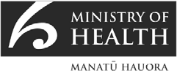 MINISTRY OF
HEALTH
MANATŪ HAUORA